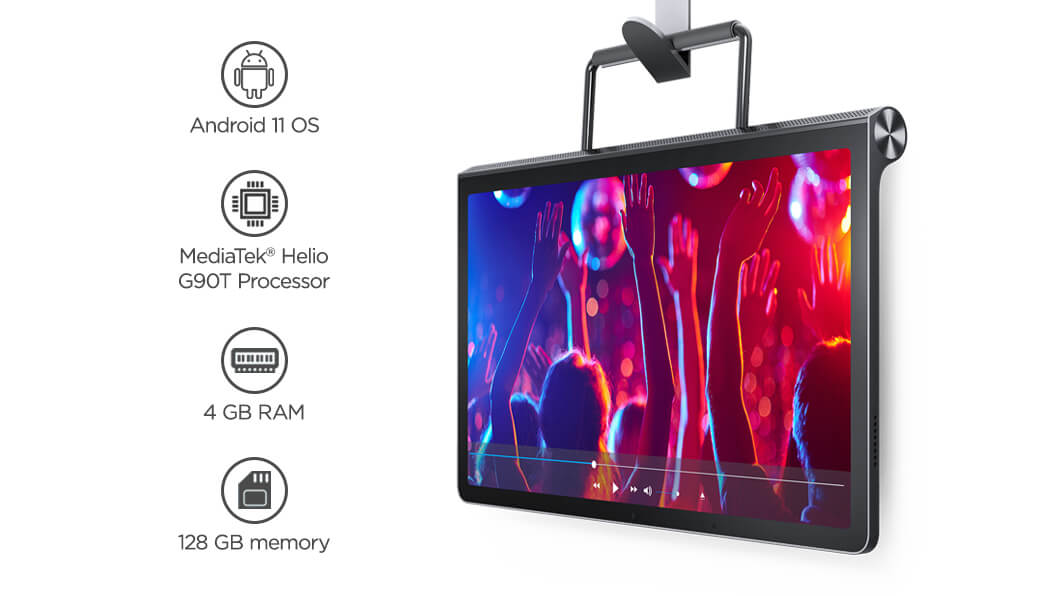 Android 11 OS
MediaTek® Helio
G90T Processor
4 GB RAM
128 GB memory